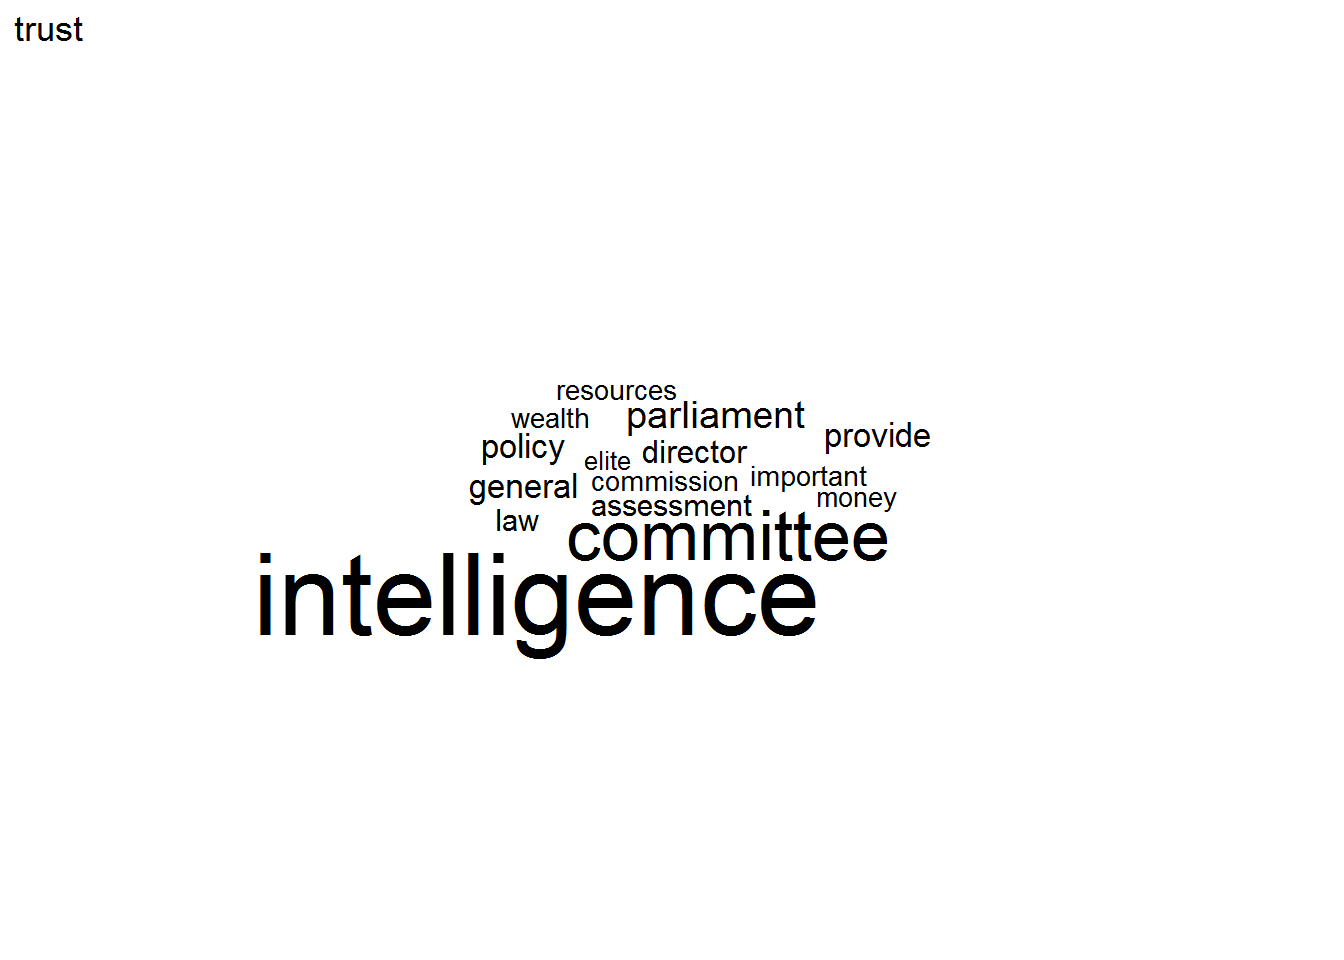 trust
resources
wealth
parliament
provide
policy
director
elite
important
general
commission
money
assessment
law
committee
intelligence